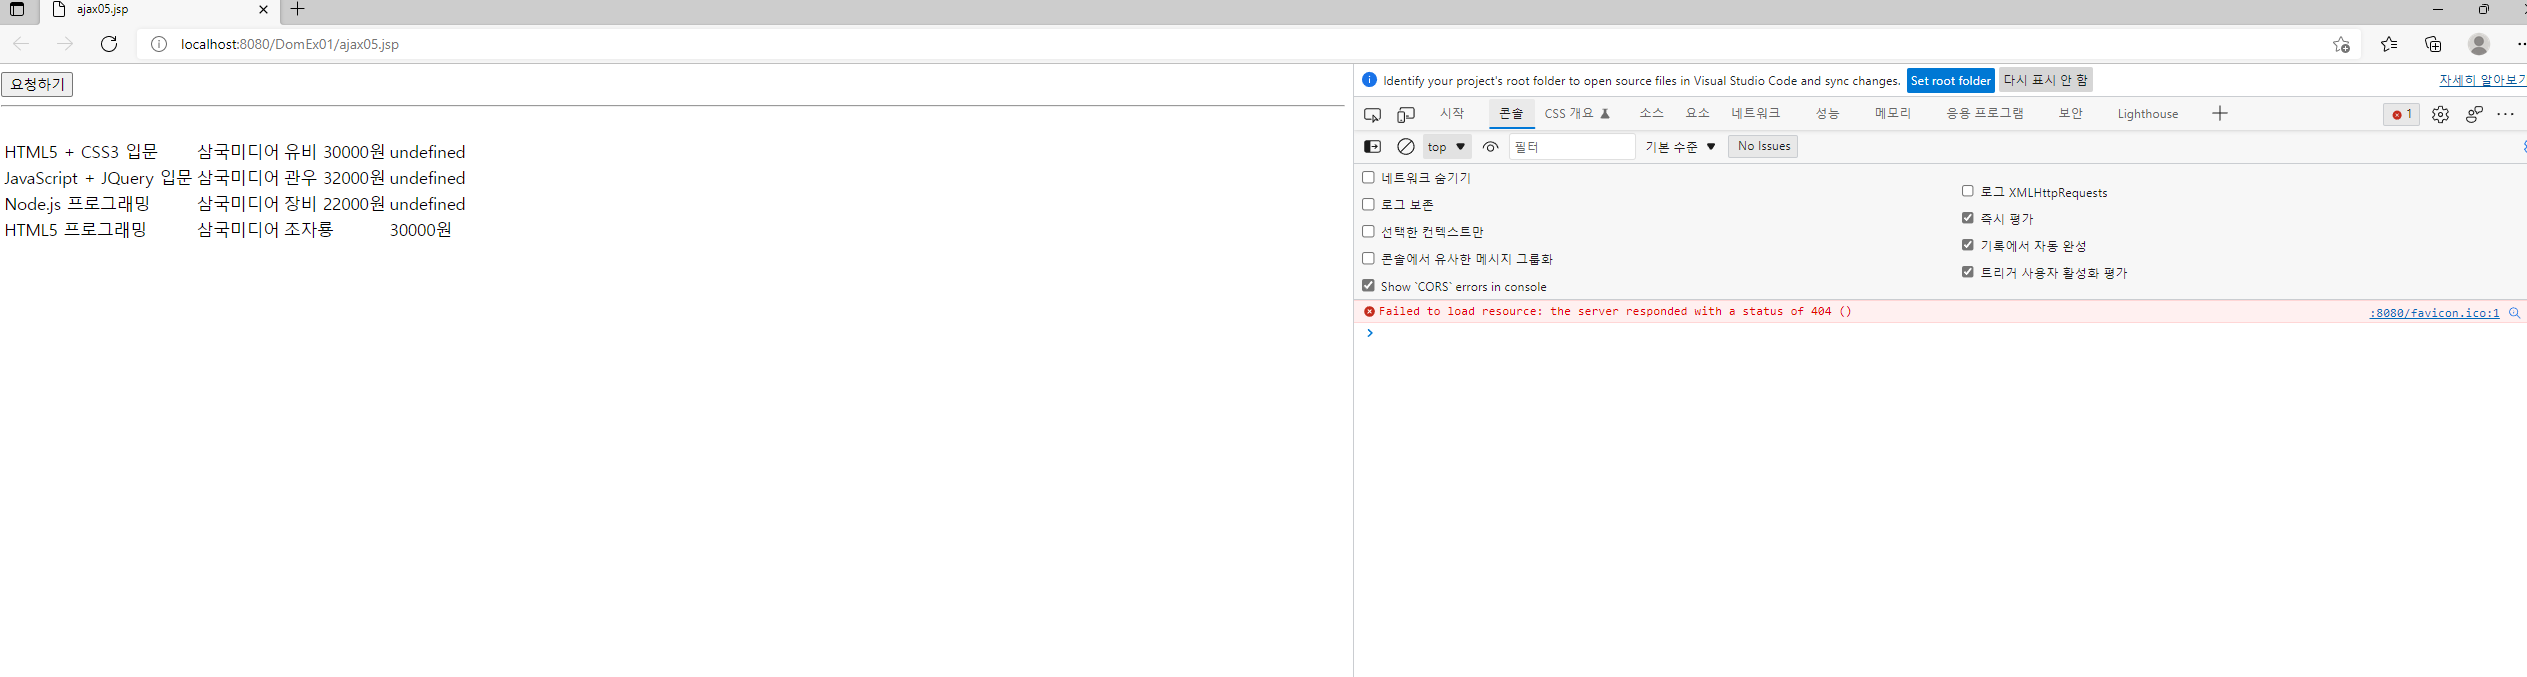 ajax05.jsp
localhost:8080/DomEx01/ajax05.jsp
요청하기
HTML5 + CSS3 입문 삼국미디어 유비 30000원 undefined
JavaScript + JQuery 입문 삼국미디어 관우 32000원 undefined
Node.js 프로그래밍 삼국미디어 장비 22000원 undefined
HTML5 프로그래밍 삼국미디어 조자룡 30000원
Identify your project's root folder to open source files in Visual Studio Code and sync changes. Set root folder 다시 표시 안 함 자세히 알아보기
시작 콘솔 CSS 개요 소스 요소 네트워크 성능 메모리 응용 프로그램 보안 Lighthouse 1
top 필터 기본 수준 No Issues
네트워크 숨기기
로그 보존
선택한 컨텍스트만
콘솔에서 유사한 메시지 그룹화
Show `CORS` errors in console
로그 XMLHttpRequests
즉시 평가
기록에서 자동 완성
트리거 사용자 활성화 평가
Failed to load resource: the server responded with a status of 404 () :8080/favicon.ico:1